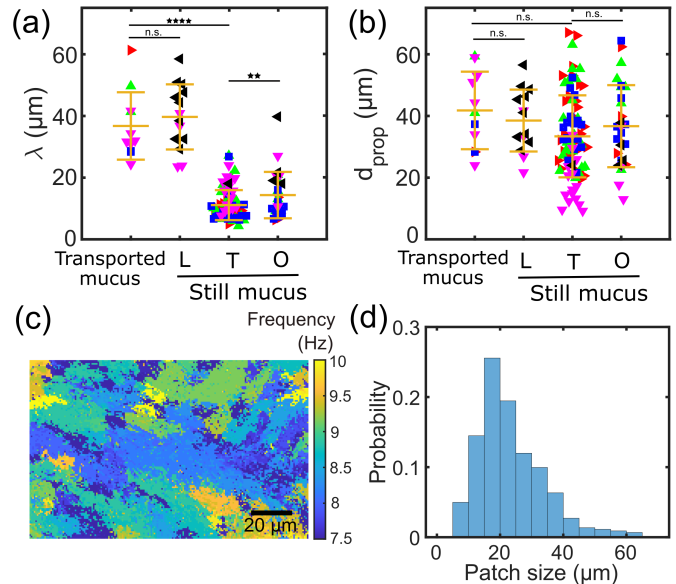 (a)
****
n.s.
**
60
40
20
0
λ (μm)
Transported
mucus
L T O
Still mucus
(b)
n.s.
n.s.
n.s.
60
40
20
0
d_prop (μm)
Transported
mucus
L T O
Still mucus
(c)
Frequency
(Hz)
10
9.5
9
8.5
8
7.5
20 μm
(d)
0.3
0.2
0.1
0
Probability
0 20 40 60
Patch size (μm)